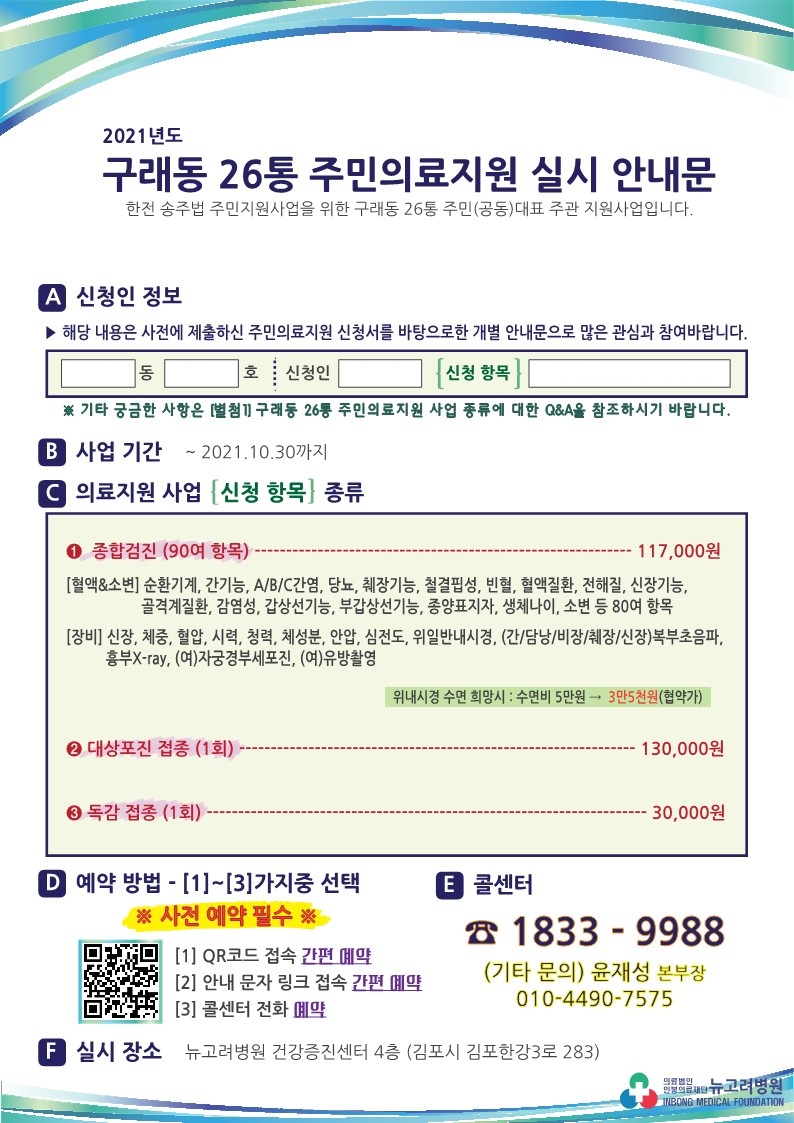 2021년도
구래동 26통 주민의료지원 실시 안내문
한전 송주법 주민지원사업을 위한 구래동 26통 주민(공동)대표 주관 지원사업입니다.
A 신청인 정보
▶ 해당 내용은 사전에 제출하신 주민의료지원 신청서를 바탕으로한 개별 안내문으로 많은 관심과 참여바랍니다.
동 호 신청인 {신청 항목}
※ 기타 궁금한 사항은 [별첨1] 구래동 26통 주민의료지원 사업 종류에 대한 Q&A을 참조하시기 바랍니다.
B 사업 기간 ~ 2021.10.30까지
C 의료지원 사업 {신청 항목} 종류
❶ 종합검진 (90여 항목) ---------- 117,000원
[혈액&소변] 순환기계, 간기능, A/B/C간염, 당뇨, 췌장기능, 철결핍성, 빈혈, 혈액질환, 전해질, 신장기능,
골격계질환, 감염성, 갑상선기능, 부갑상선기능, 종양표지자, 생체나이, 소변 등 80여 항목
[장비] 신장, 체중, 혈압, 시력, 청력, 체성분, 안압, 심전도, 위일반내시경, (간/담낭/비장/췌장/신장)복부초음파,
흉부X-ray, (여)자궁경부세포진, (여)유방촬영
위내시경 수면 희망시 : 수면비 5만원 → 3만5천원(협약가)
❷ 대상포진 접종 (1회) ---------- 130,000원
❸ 독감 접종 (1회) ---------- 30,000원
D 예약 방법 - [1]~[3]가지중 선택
※ 사전 예약 필수 ※
[1] QR코드 접속 간편 예약
[2] 안내 문자 링크 접속 간편 예약
[3] 콜센터 전화 예약
E 콜센터
☎ 1833 - 9988
(기타 문의) 윤재성 본부장
010-4490-7575
F 실시 장소 뉴고려병원 건강증진센터 4층 (김포시 김포한강3로 283)
의료법인
인봉의료재단 뉴고려병원
INBONG MEDICAL FOUNDATION